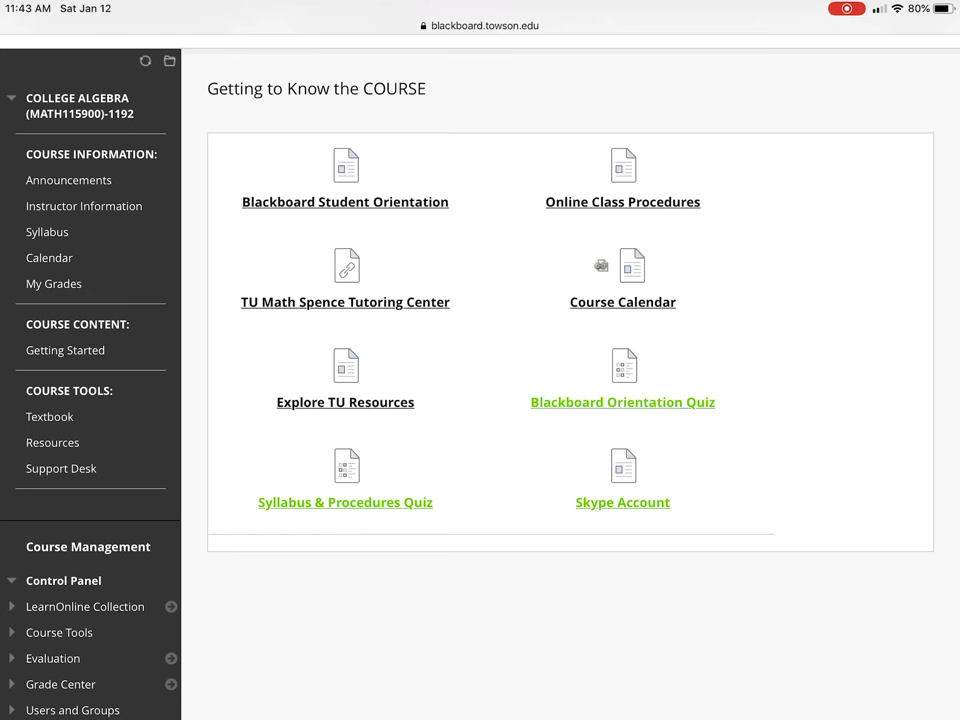 11:43 AM Sat Jan 12
80%
blackboard.towson.edu
COLLEGE ALGEBRA
(MATH115900)-1192
COURSE INFORMATION:
Announcements
Instructor Information
Syllabus
Calendar
My Grades
COURSE CONTENT:
Getting Started
COURSE TOOLS:
Textbook
Resources
Support Desk
Course Management
Control Panel
LearnOnline Collection
Course Tools
Evaluation
Grade Center
Users and Groups
Getting to Know the COURSE
Blackboard Student Orientation
Online Class Procedures
TU Math Spence Tutoring Center
Course Calendar
Explore TU Resources
Blackboard Orientation Quiz
Syllabus & Procedures Quiz
Skype Account